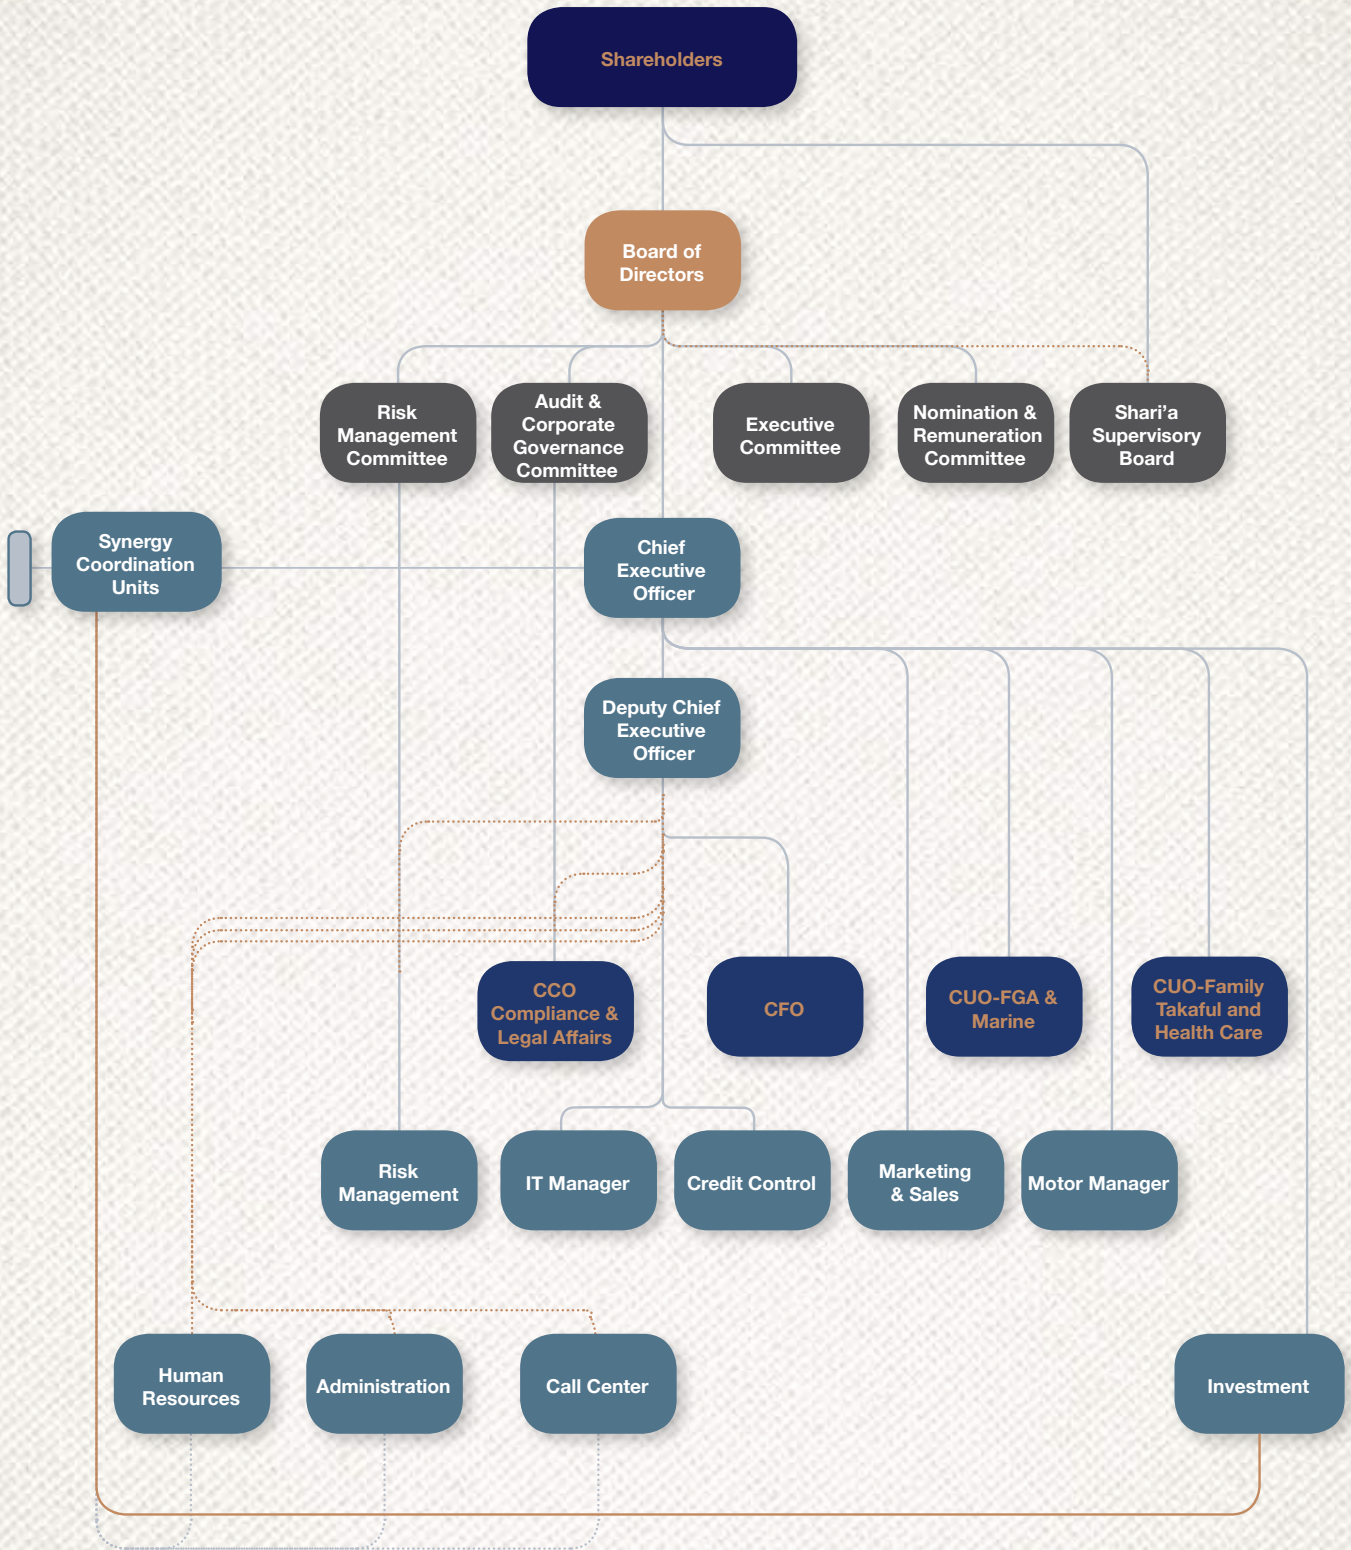 Shareholders
Board of
Directors
Risk
Management
Committee
Audit &
Corporate
Governance
Committee
Executive
Committee
Nomination &
Remuneration
Committee
Shari'a
Supervisory
Board
Synergy
Coordination
Units
Chief
Executive
Officer
Deputy Chief
Executive
Officer
CCO
Compliance &
Legal Affairs
CFO
CUO-FGA &
Marine
CUO-Family
Takaful and
Health Care
Risk
Management
IT Manager
Credit Control
Marketing
& Sales
Motor Manager
Human
Resources
Administration
Call Center
Investment